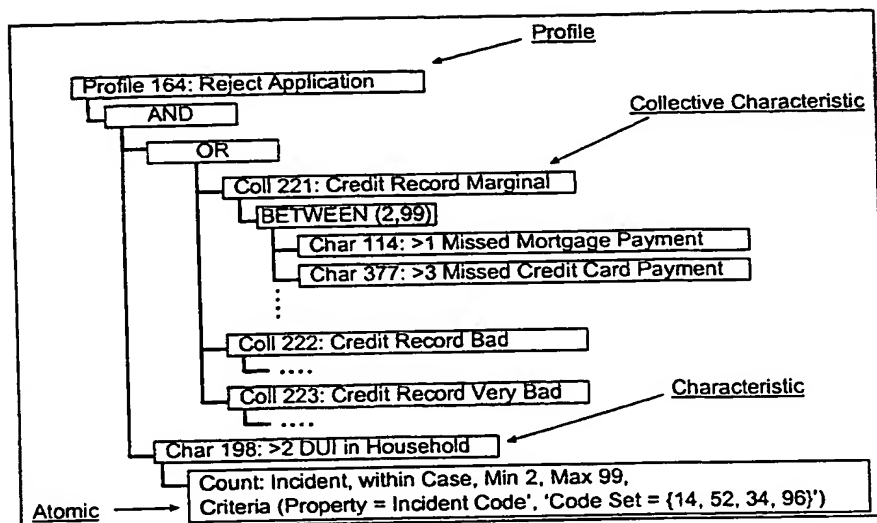 Profile
Profile 164: Reject Application
AND
Collective Characteristic
OR
Coll 221: Credit Record Marginal
BETWEEN (2,99)
Char 114: >1 Missed Mortgage Payment
Char 377: >3 Missed Credit Card Payment
Coll 222: Credit Record Bad
....
Coll 223: Credit Record Very Bad
....
Characteristic
Char 198: >2 DUI in Household
Count: Incident, within Case, Min 2, Max 99,
Criteria (Property = Incident Code', 'Code Set = {14, 52, 34, 96}')
Atomic